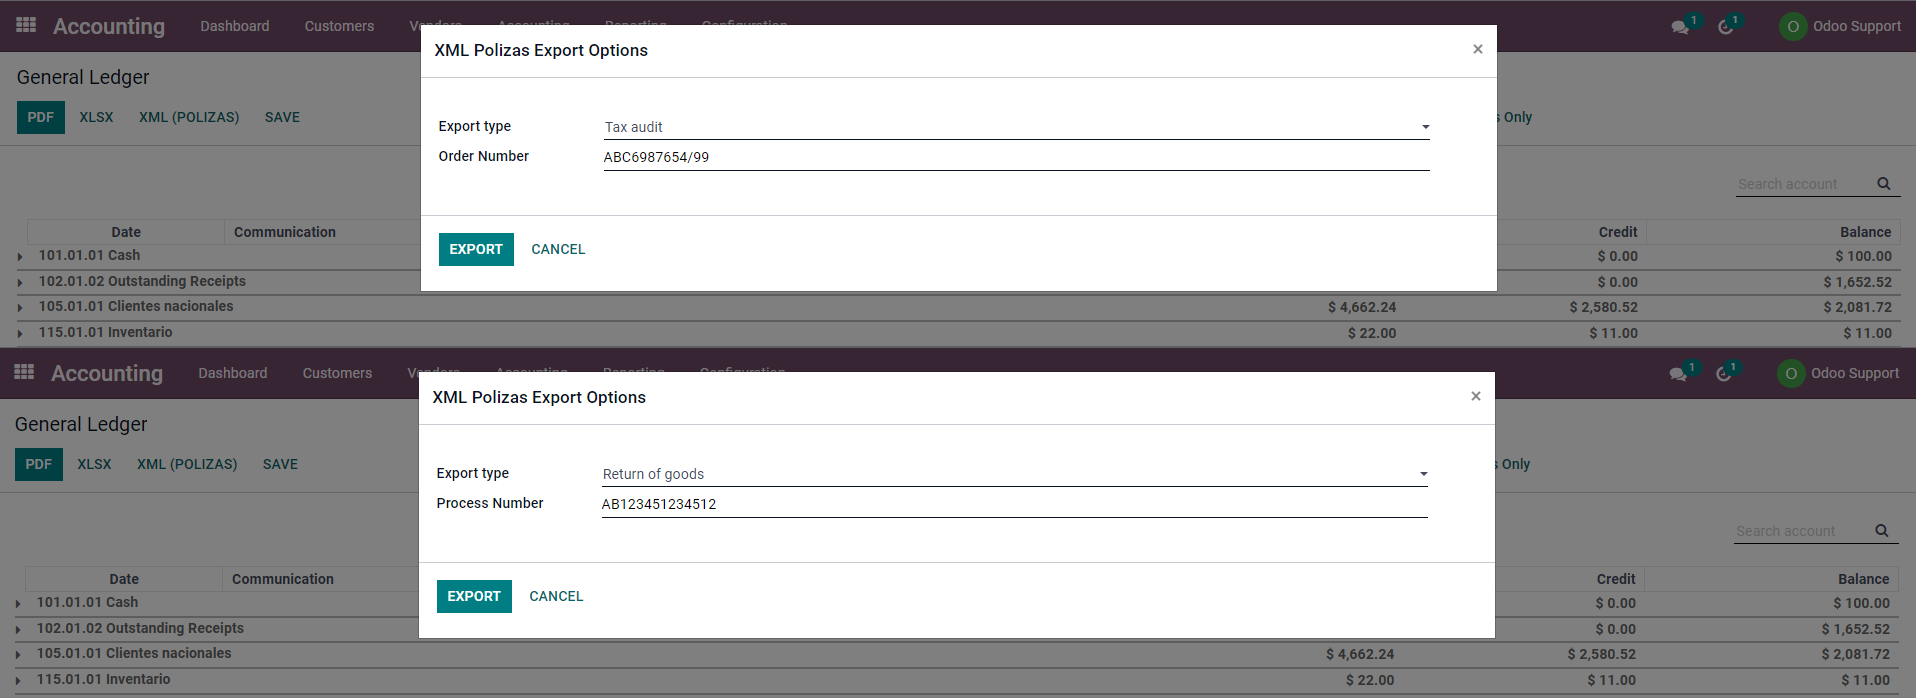 Accounting Dashboard Customers Vendors Accounting Reporting Configuration 1 1 O Odoo Support
XML Polizas Export Options ×
General Ledger
PDF XLSX XML (POLIZAS) SAVE Only
Export type Tax audit
Order Number ABC6987654/99
Search account
EXPORT CANCEL
Date Communication Credit Balance
101.01.01 Cash $ 0.00 $ 100.00
102.01.02 Outstanding Receipts $ 0.00 $ 1,652.52
105.01.01 Clientes nacionales $ 4,662.24 $ 2,580.52 $ 2,081.72
115.01.01 Inventario $ 22.00 $ 11.00 $ 11.00
Accounting Dashboard Customers Vendors Accounting Reporting Configuration 1 1 O Odoo Support
XML Polizas Export Options ×
General Ledger
PDF XLSX XML (POLIZAS) SAVE Only
Export type Return of goods
Process Number AB123451234512
Search account
EXPORT CANCEL
Date Communication Credit Balance
101.01.01 Cash $ 0.00 $ 100.00
102.01.02 Outstanding Receipts $ 0.00 $ 1,652.52
105.01.01 Clientes nacionales $ 4,662.24 $ 2,580.52 $ 2,081.72
115.01.01 Inventario $ 22.00 $ 11.00 $ 11.00